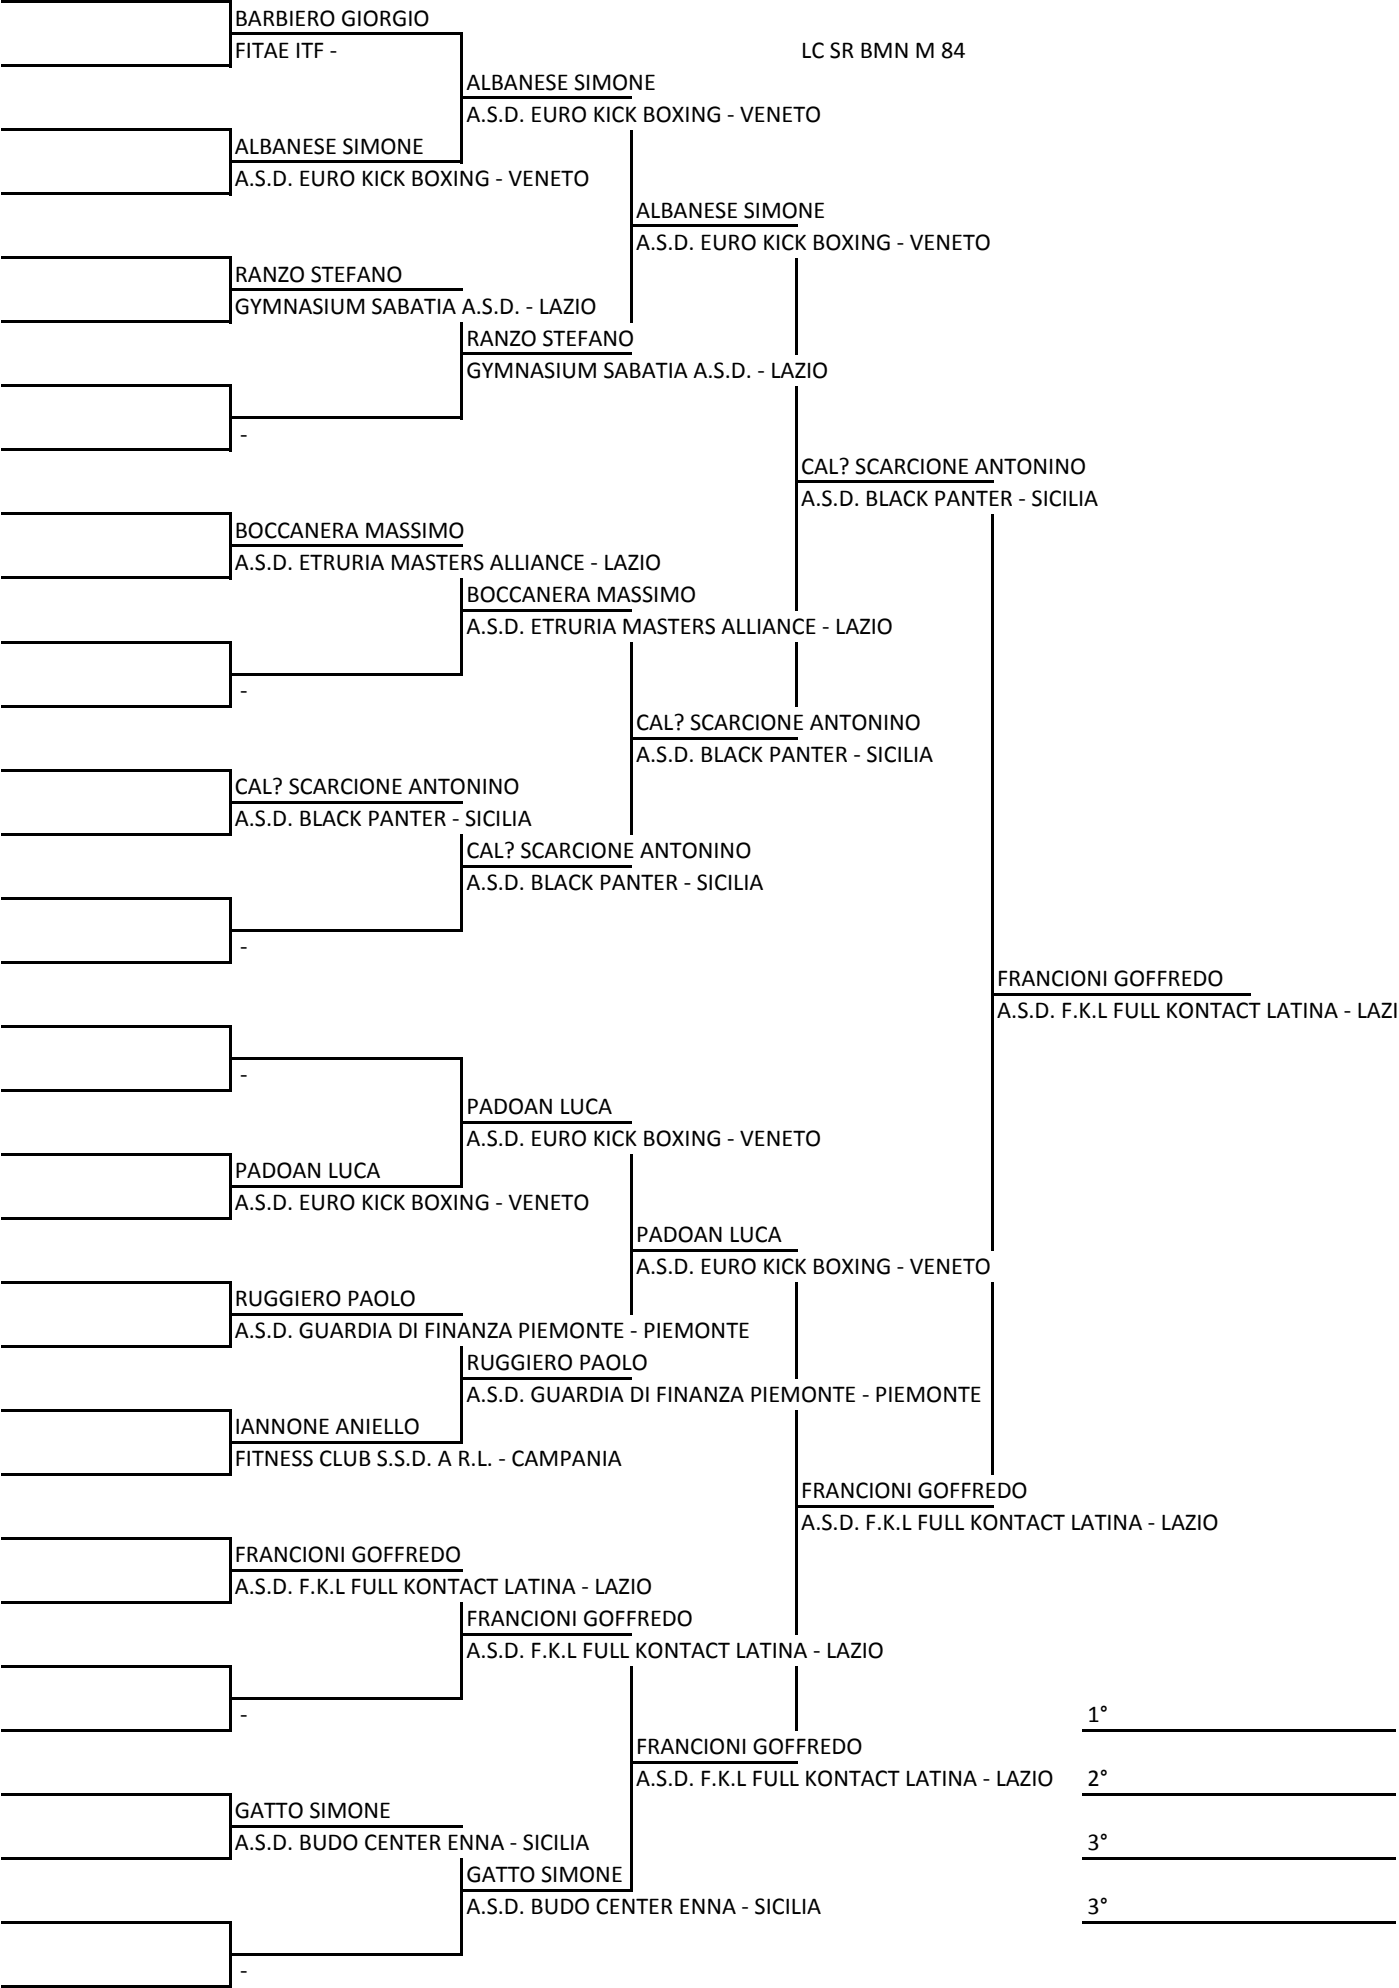 BARBIERO GIORGIO
FITAE ITF -
LC SR BMN M 84
ALBANESE SIMONE
A.S.D. EURO KICK BOXING - VENETO
ALBANESE SIMONE
A.S.D. EURO KICK BOXING - VENETO
ALBANESE SIMONE
A.S.D. EURO KICK BOXING - VENETO
RANZO STEFANO
GYMNASIUM SABATIA A.S.D. - LAZIO
RANZO STEFANO
GYMNASIUM SABATIA A.S.D. - LAZIO
-
CAL? SCARCIONE ANTONINO
A.S.D. BLACK PANTER - SICILIA
BOCCANERA MASSIMO
A.S.D. ETRURIA MASTERS ALLIANCE - LAZIO
BOCCANERA MASSIMO
A.S.D. ETRURIA MASTERS ALLIANCE - LAZIO
-
CAL? SCARCIONE ANTONINO
A.S.D. BLACK PANTER - SICILIA
CAL? SCARCIONE ANTONINO
A.S.D. BLACK PANTER - SICILIA
CAL? SCARCIONE ANTONINO
A.S.D. BLACK PANTER - SICILIA
-
FRANCIONI GOFFREDO
A.S.D. F.K.L FULL KONTACT LATINA - LAZI
-
PADOAN LUCA
A.S.D. EURO KICK BOXING - VENETO
PADOAN LUCA
A.S.D. EURO KICK BOXING - VENETO
PADOAN LUCA
A.S.D. EURO KICK BOXING - VENETO
RUGGIERO PAOLO
A.S.D. GUARDIA DI FINANZA PIEMONTE - PIEMONTE
RUGGIERO PAOLO
A.S.D. GUARDIA DI FINANZA PIEMONTE - PIEMONTE
IANNONE ANIELLO
FITNESS CLUB S.S.D. A R.L. - CAMPANIA
FRANCIONI GOFFREDO
A.S.D. F.K.L FULL KONTACT LATINA - LAZIO
FRANCIONI GOFFREDO
A.S.D. F.K.L FULL KONTACT LATINA - LAZIO
FRANCIONI GOFFREDO
A.S.D. F.K.L FULL KONTACT LATINA - LAZIO
-
1°
FRANCIONI GOFFREDO
A.S.D. F.K.L FULL KONTACT LATINA - LAZIO
2°
GATTO SIMONE
A.S.D. BUDO CENTER ENNA - SICILIA
3°
GATTO SIMONE
A.S.D. BUDO CENTER ENNA - SICILIA
3°
-